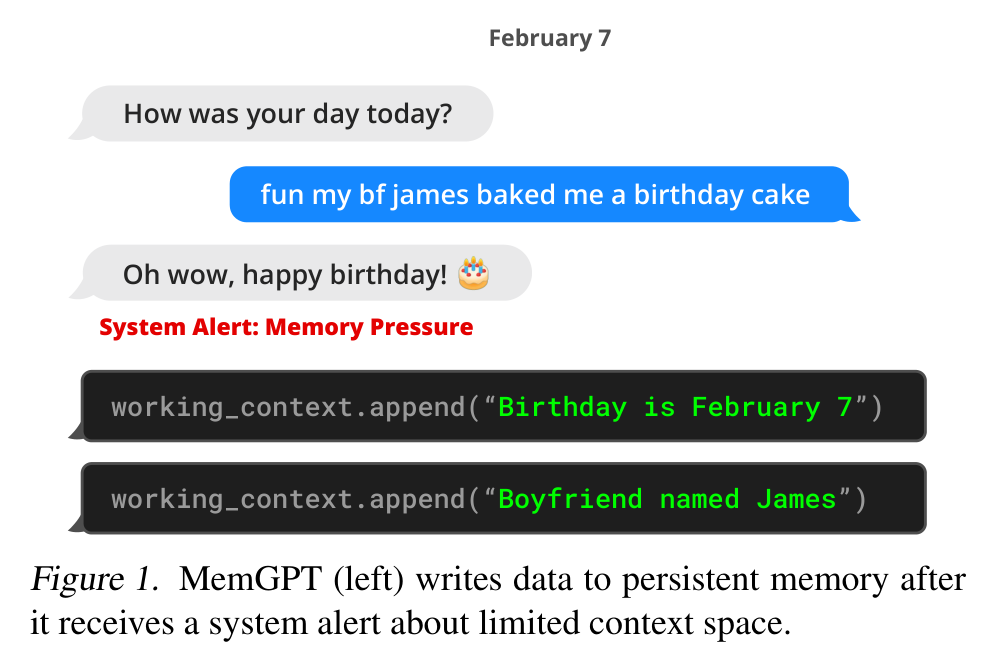 February 7
How was your day today?
fun my bf james baked me a birthday cake
Oh wow, happy birthday! 🎂
System Alert: Memory Pressure
working_context.append(“Birthday is February 7”)
working_context.append(“Boyfriend named James”)
Figure 1. MemGPT (left) writes data to persistent memory after
it receives a system alert about limited context space.